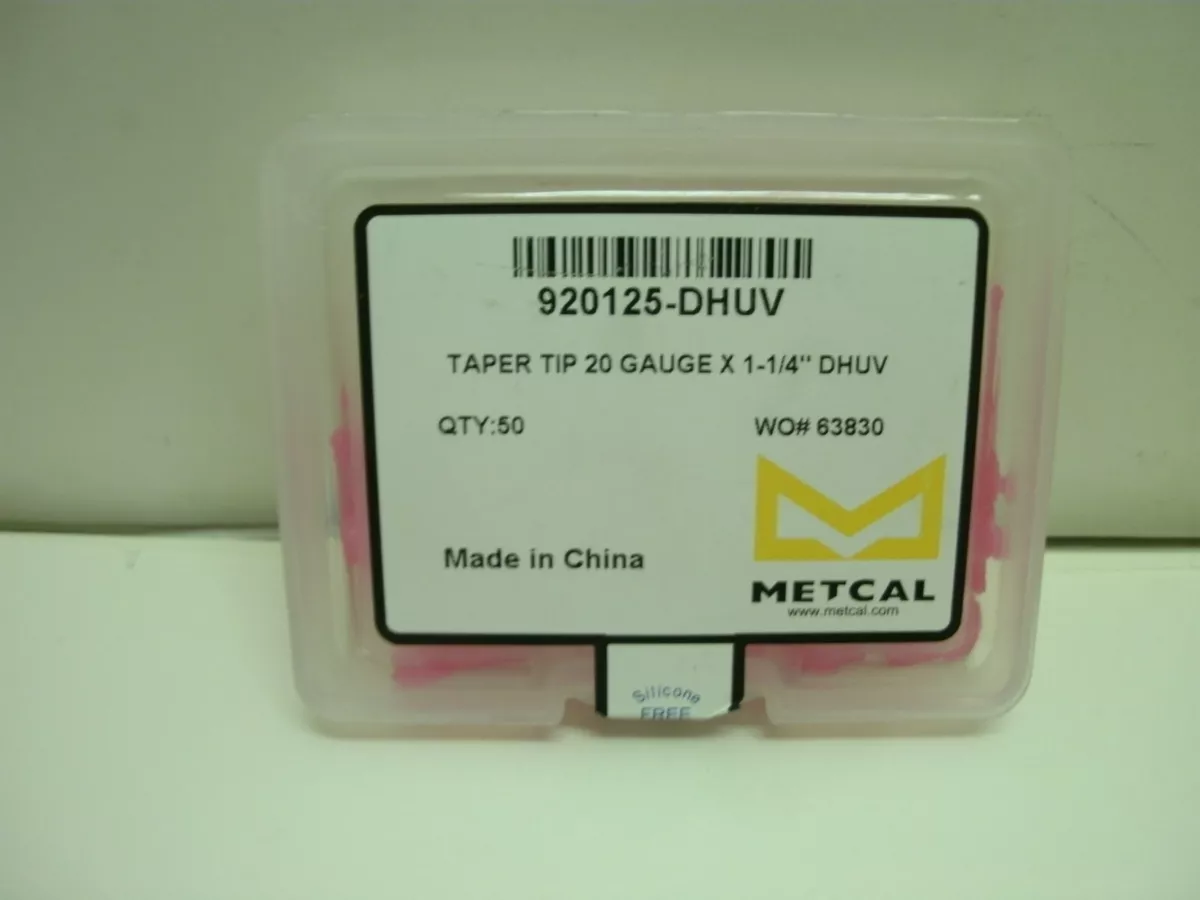 920125-DHUV
TAPER TIP 20 GAUGE X 1-1/4" DHUV
QTY:50
WO# 63830
Made in China
METCAL
www.metcal.com
Silicone
FREE